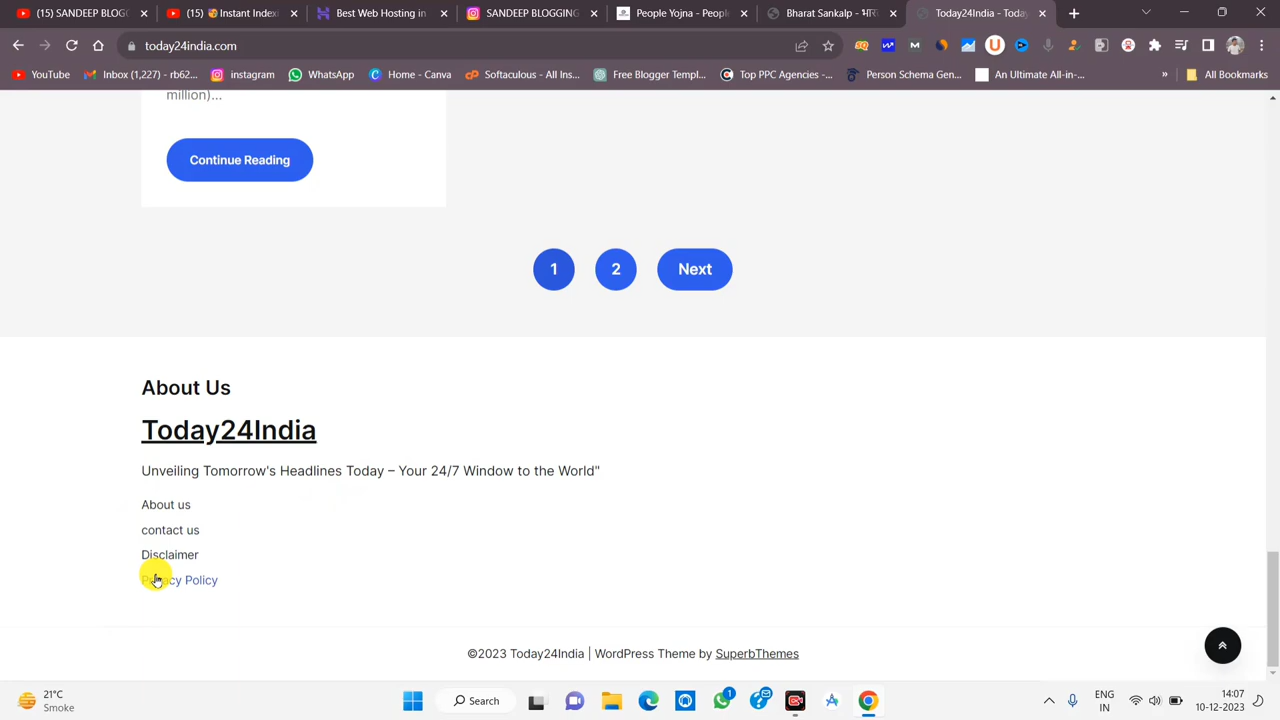 (15) SANDEEP BLOGG
(15) 🤩 Instant Index
Best Web Hosting in
SANDEEP BLOGGING
People Yojna - Peopl
Bharat Sankalp -
Today24India - Today
today24india.com
YouTube
Inbox (1,227) - rb62...
instagram
WhatsApp
Home - Canva
Softaculous - All Ins...
Free Blogger Templ...
Top PPC Agencies -...
Person Schema Gen...
An Ultimate All-in-...
»
All Bookmarks
million)...
Continue Reading
1
2
Next
About Us
Today24India
Unveiling Tomorrow's Headlines Today – Your 24/7 Window to the World"
About us
contact us
Disclaimer
Privacy Policy
©2023 Today24India | WordPress Theme by SuperbThemes
21°C
Smoke
Search
1
ENG
IN
14:07
10-12-2023